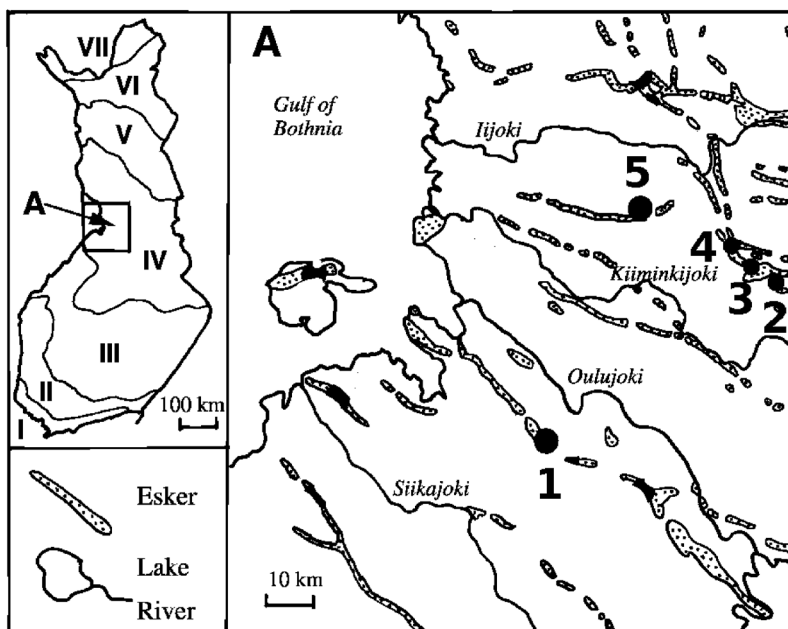 VII
VI
V
A
IV
III
II
I
100 km
Esker
Lake
River
A
Gulf of
Bothnia
Iijoki
5
4
Kiiminkijoki
3
2
Oulujoki
1
Siikajoki
10 km